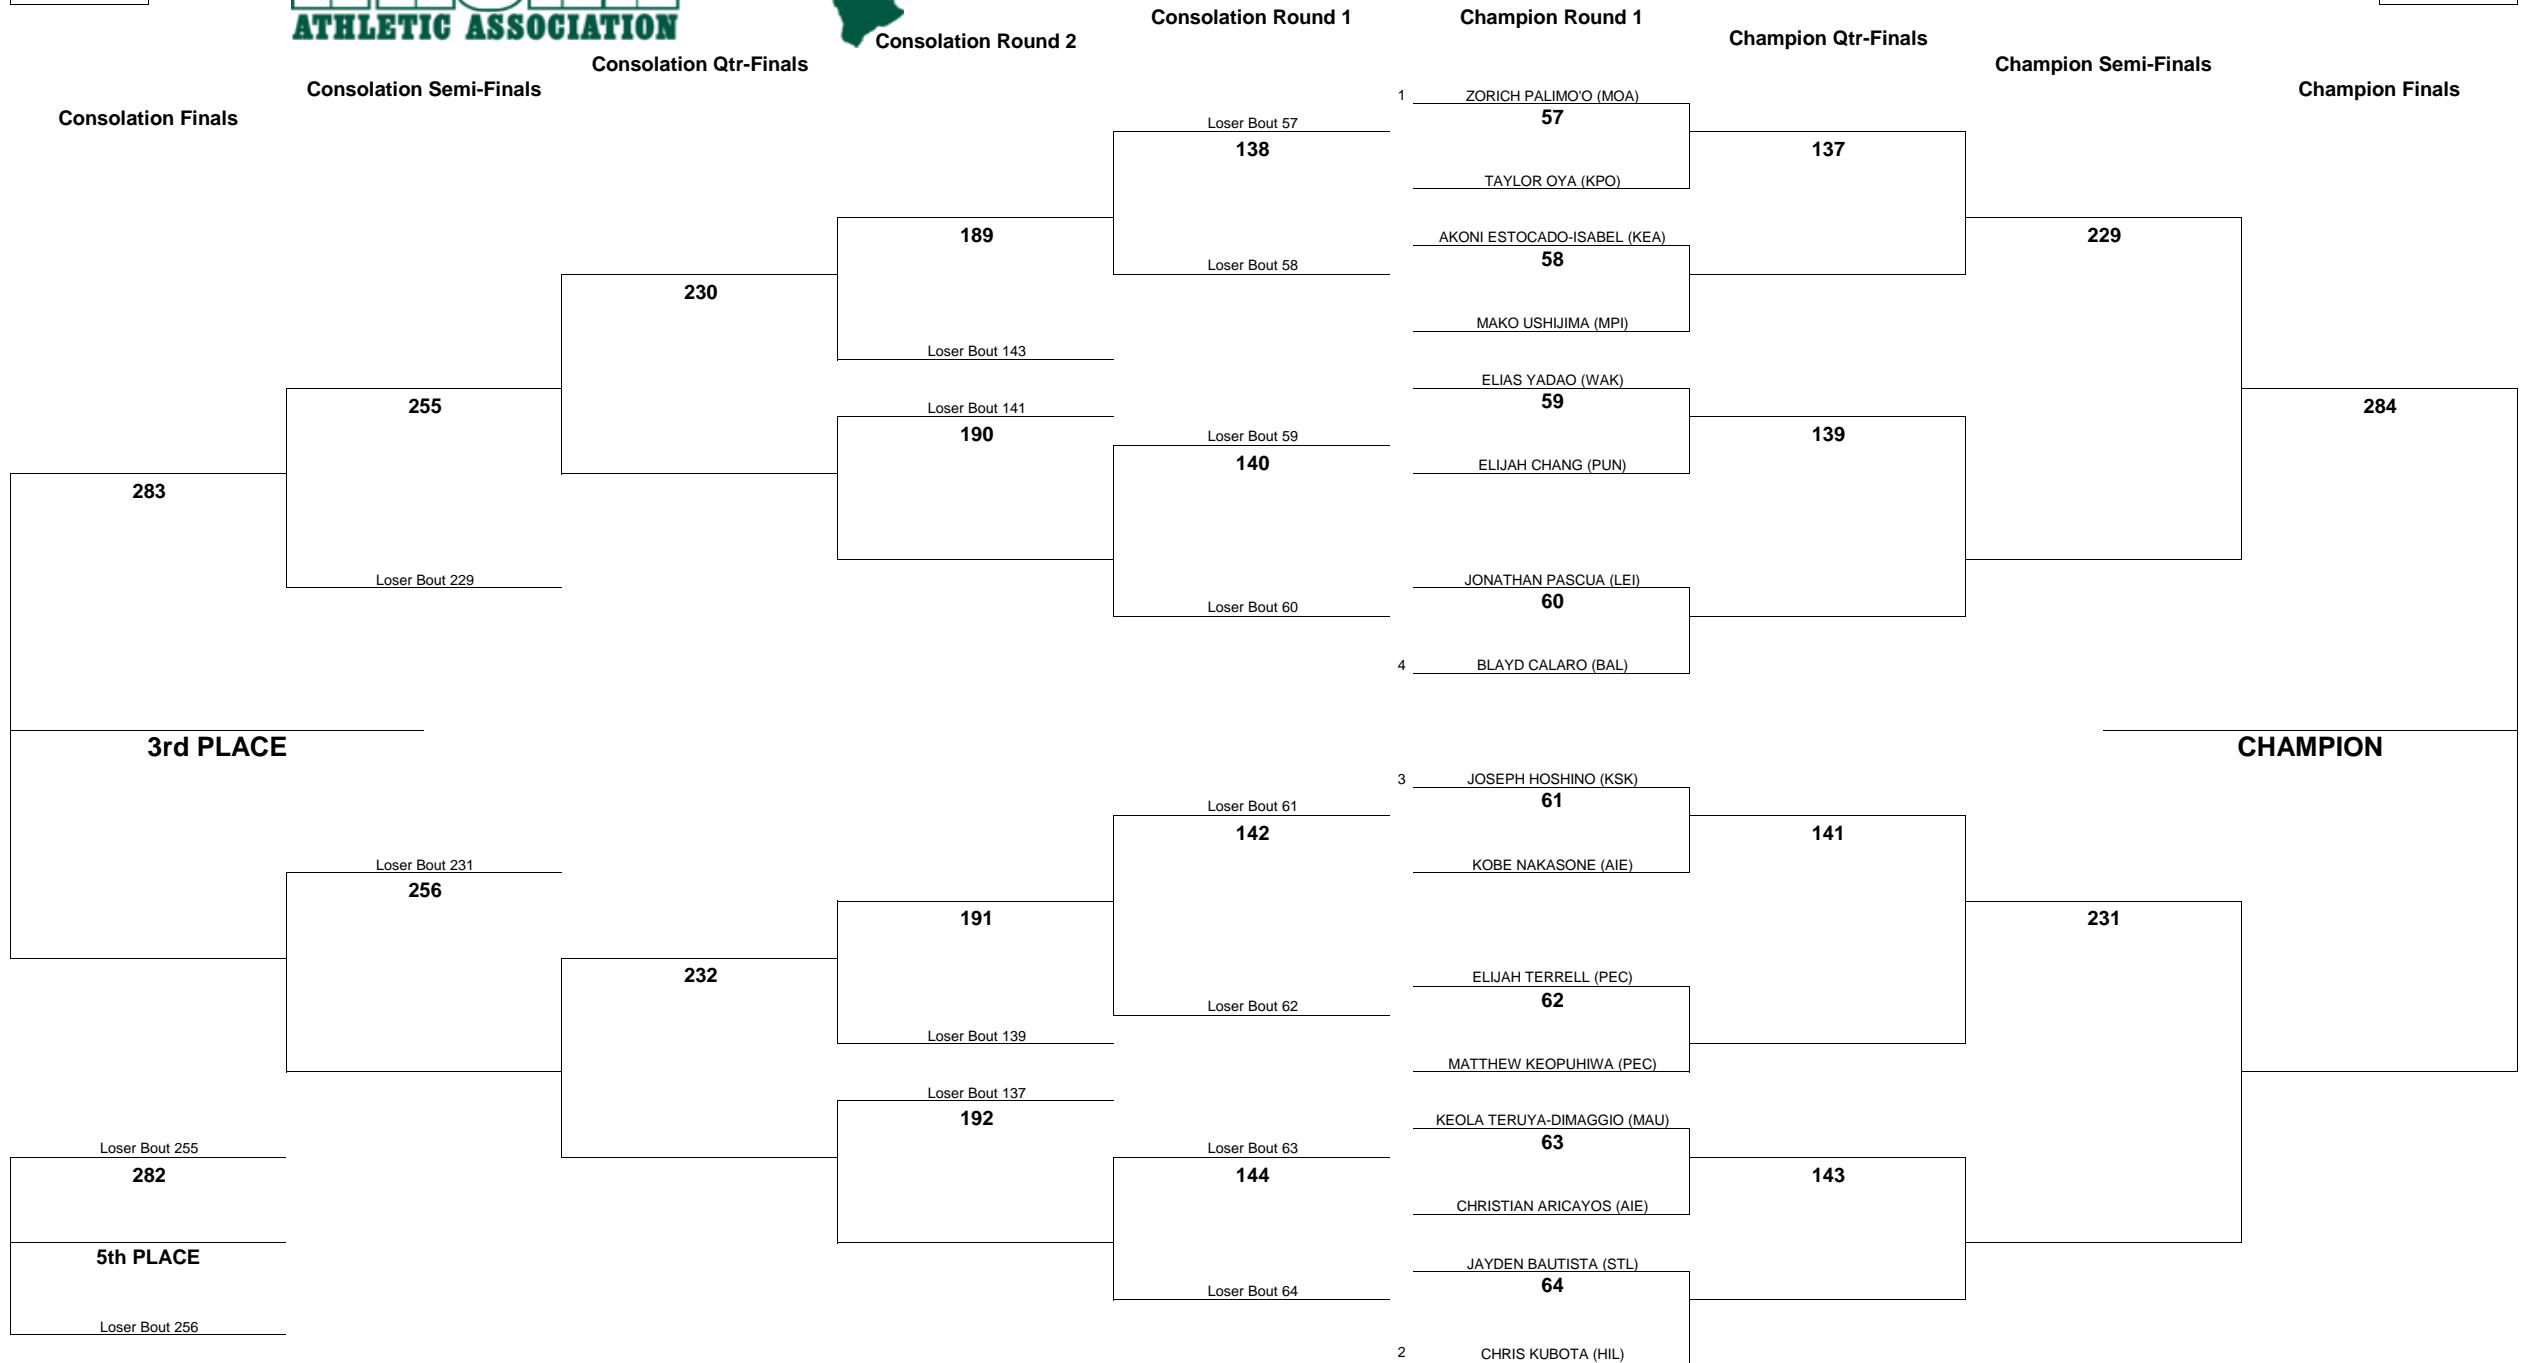 ATHLETIC ASSOCIATION
Consolation Round 1
Champion Round 1
Consolation Round 2
Champion Qtr-Finals
Consolation Qtr-Finals
Champion Semi-Finals
Consolation Semi-Finals
Champion Finals
Consolation Finals
1 ZORICH PALIMO'O (MOA)
57
Loser Bout 57
138
137
TAYLOR OYA (KPO)
189
229
AKONI ESTOCADO-ISABEL (KEA)
58
Loser Bout 58
230
MAKO USHIJIMA (MPI)
Loser Bout 143
ELIAS YADAO (WAK)
59
255
Loser Bout 141
284
190
Loser Bout 59
139
140
ELIJAH CHANG (PUN)
283
Loser Bout 229
JONATHAN PASCUA (LEI)
60
Loser Bout 60
4 BLAYD CALARO (BAL)
3rd PLACE
CHAMPION
3 JOSEPH HOSHINO (KSK)
61
Loser Bout 61
142
141
Loser Bout 231
KOBE NAKASONE (AIE)
256
191
231
232
ELIJAH TERRELL (PEC)
62
Loser Bout 62
Loser Bout 139
MATTHEW KEOPUHIWA (PEC)
Loser Bout 137
192
KEOLA TERUYA-DIMAGGIO (MAU)
63
Loser Bout 255
Loser Bout 63
282
144
143
CHRISTIAN ARICAYOS (AIE)
5th PLACE
JAYDEN BAUTISTA (STL)
64
Loser Bout 64
Loser Bout 256
2 CHRIS KUBOTA (HIL)